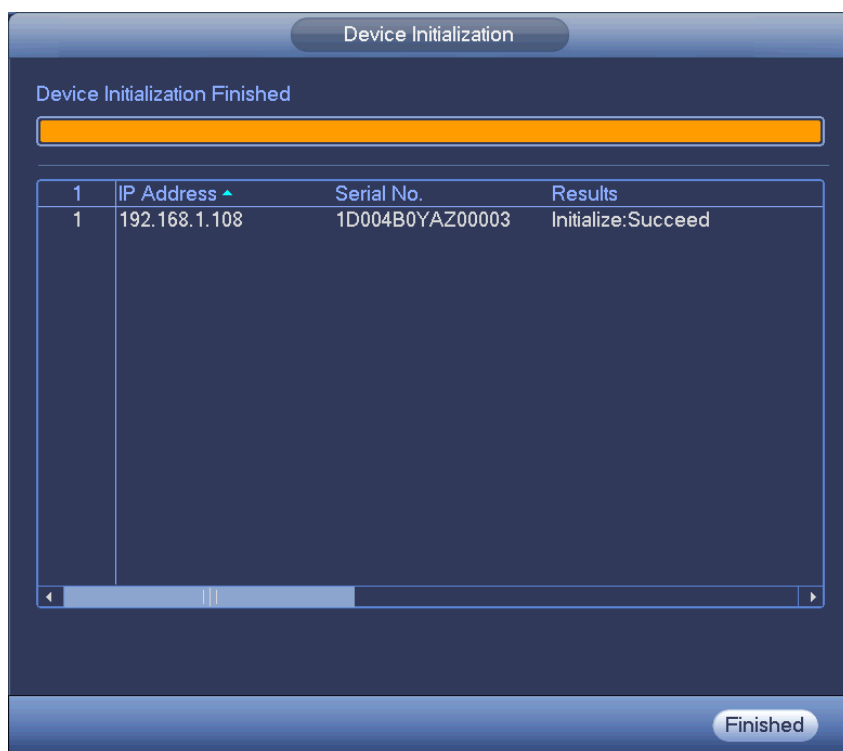 Device Initialization
Device Initialization Finished
1 IP Address Serial No. Results
1 192.168.1.108 1D004B0YAZ00003 Initialize:Succeed
Finished